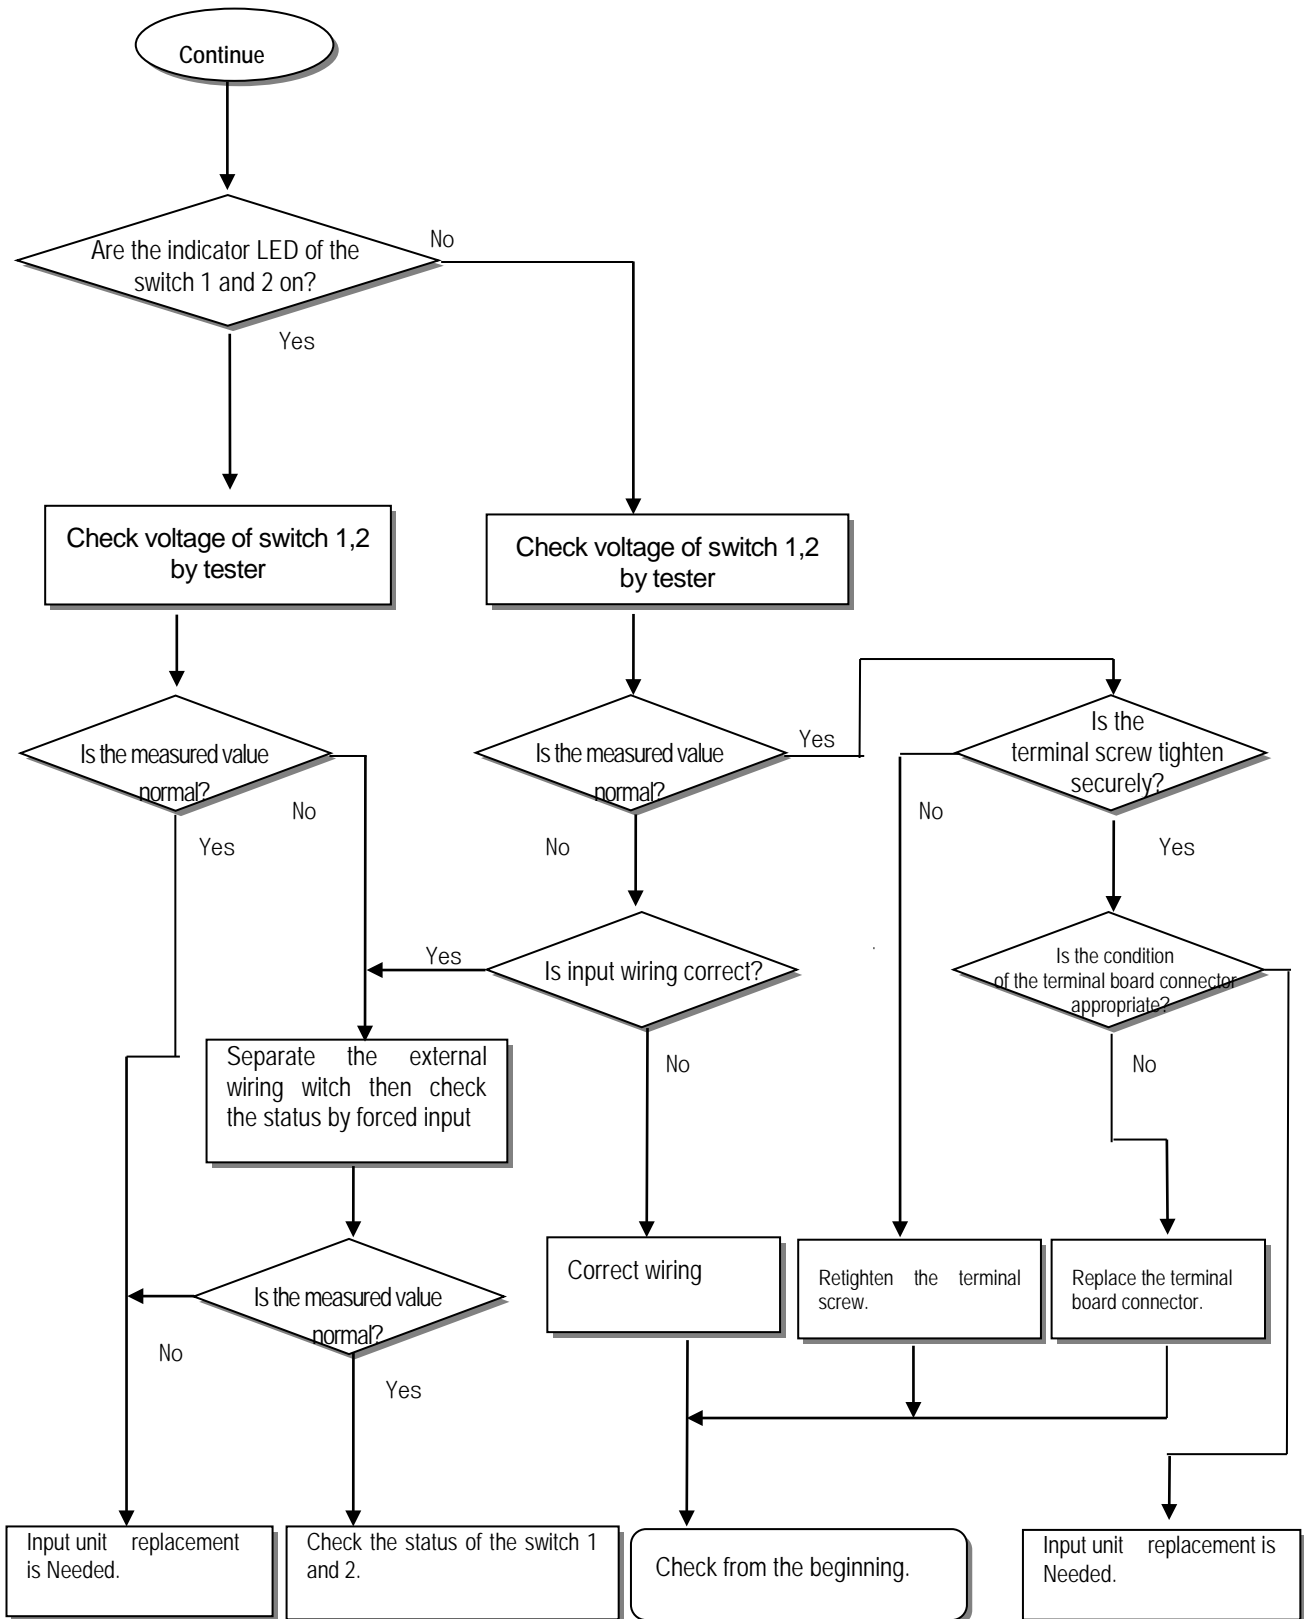 Continue
Are the indicator LED of the
switch 1 and 2 on?
No
Yes
Check voltage of switch 1,2
by tester
Check voltage of switch 1,2
by tester
Is the measured value
normal?
No
Yes
Is the measured value
normal?
Yes
No
Is the
terminal screw tighten
securely?
No
Yes
Is input wiring correct?
Yes
No
Is the condition
of the terminal board connector
appropriate?
No
Separate the external
wiring witch then check
the status by forced input
Is the measured value
normal?
No
Yes
Correct wiring
Retighten the terminal
screw.
Replace the terminal
board connector.
Input unit replacement
is Needed.
Check the status of the switch 1
and 2.
Check from the beginning.
Input unit replacement is
Needed.